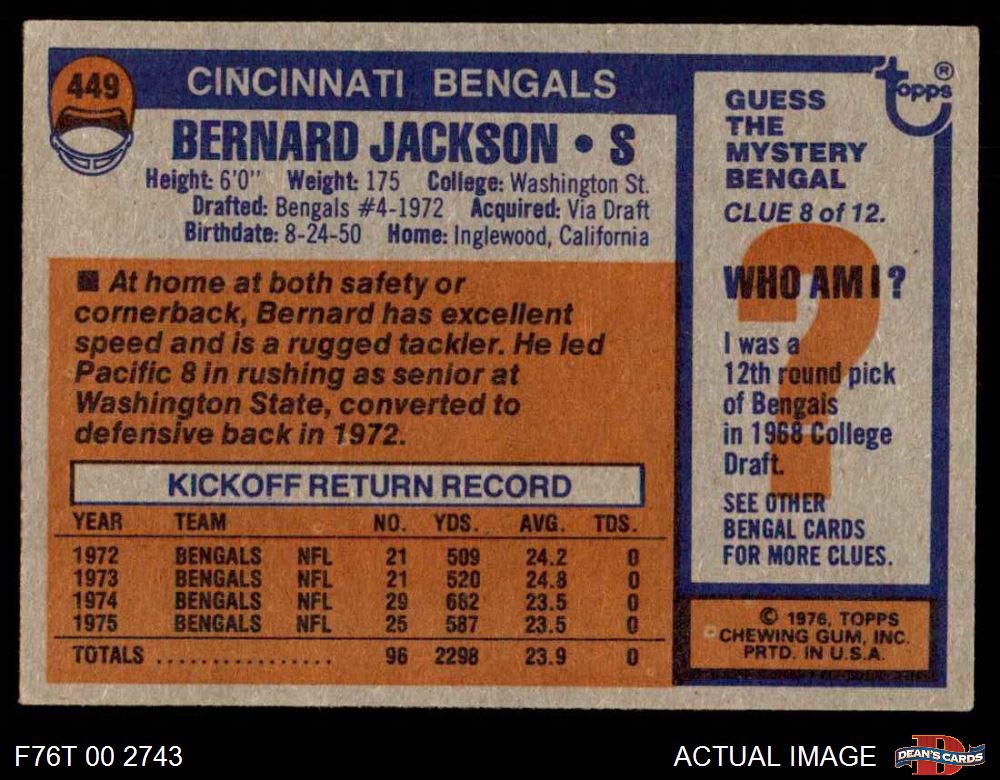 449
CINCINNATI BENGALS
BERNARD JACKSON • S
Height: 6'0" Weight: 175 College: Washington St.
Drafted: Bengals #4-1972 Acquired: Via Draft
Birthdate: 8-24-50 Home: Inglewood, California
■ At home at both safety or
cornerback, Bernard has excellent
speed and is a rugged tackler. He led
Pacific 8 in rushing as senior at
Washington State, converted to
defensive back in 1972.
KICKOFF RETURN RECORD
YEAR TEAM NO. YDS. AVG. TDS.
1972 BENGALS NFL 21 509 24.2 0
1973 BENGALS NFL 21 520 24.8 0
1974 BENGALS NFL 29 682 23.5 0
1975 BENGALS NFL 25 587 23.5 0
TOTALS ................ 96 2298 23.9 0
topps ®
GUESS
THE
MYSTERY
BENGAL
CLUE 8 of 12.
?
WHO AM I ?
I was a
12th round pick
of Bengals
in 1968 College
Draft.
SEE OTHER
BENGAL CARDS
FOR MORE CLUES.
© 1976, TOPPS
CHEWING GUM, INC.
PRTD. IN U.S.A.
F76T 00 2743
ACTUAL IMAGE
D
DEAN'S CARDS